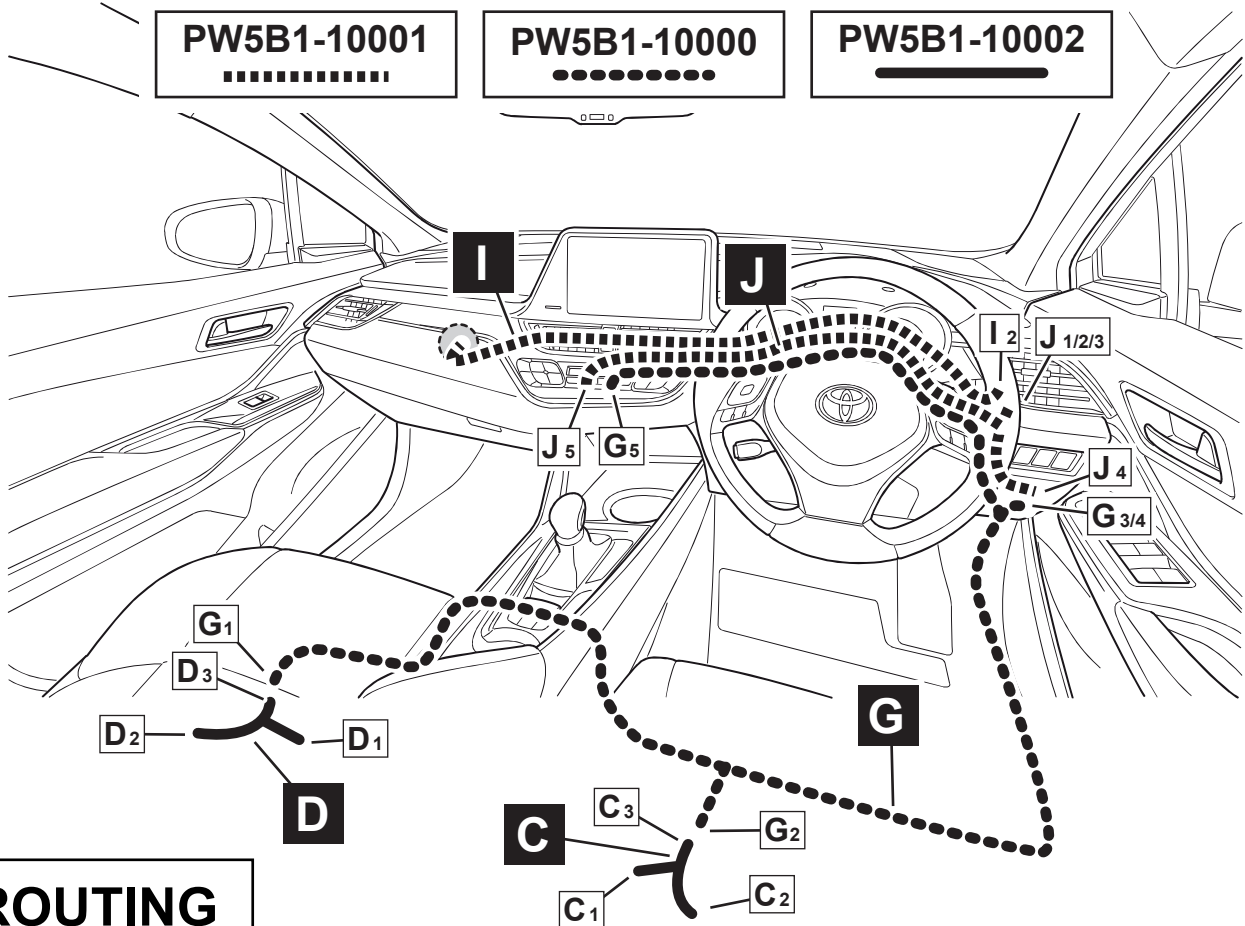 PW5B1-10001
PW5B1-10000
PW5B1-10002
I
J
I 2
J 1/2/3
J 5
G5
J 4
G 3/4
G1
D3
D2
D1
D
G
C3
C
G2
C1
C2
ROUTING